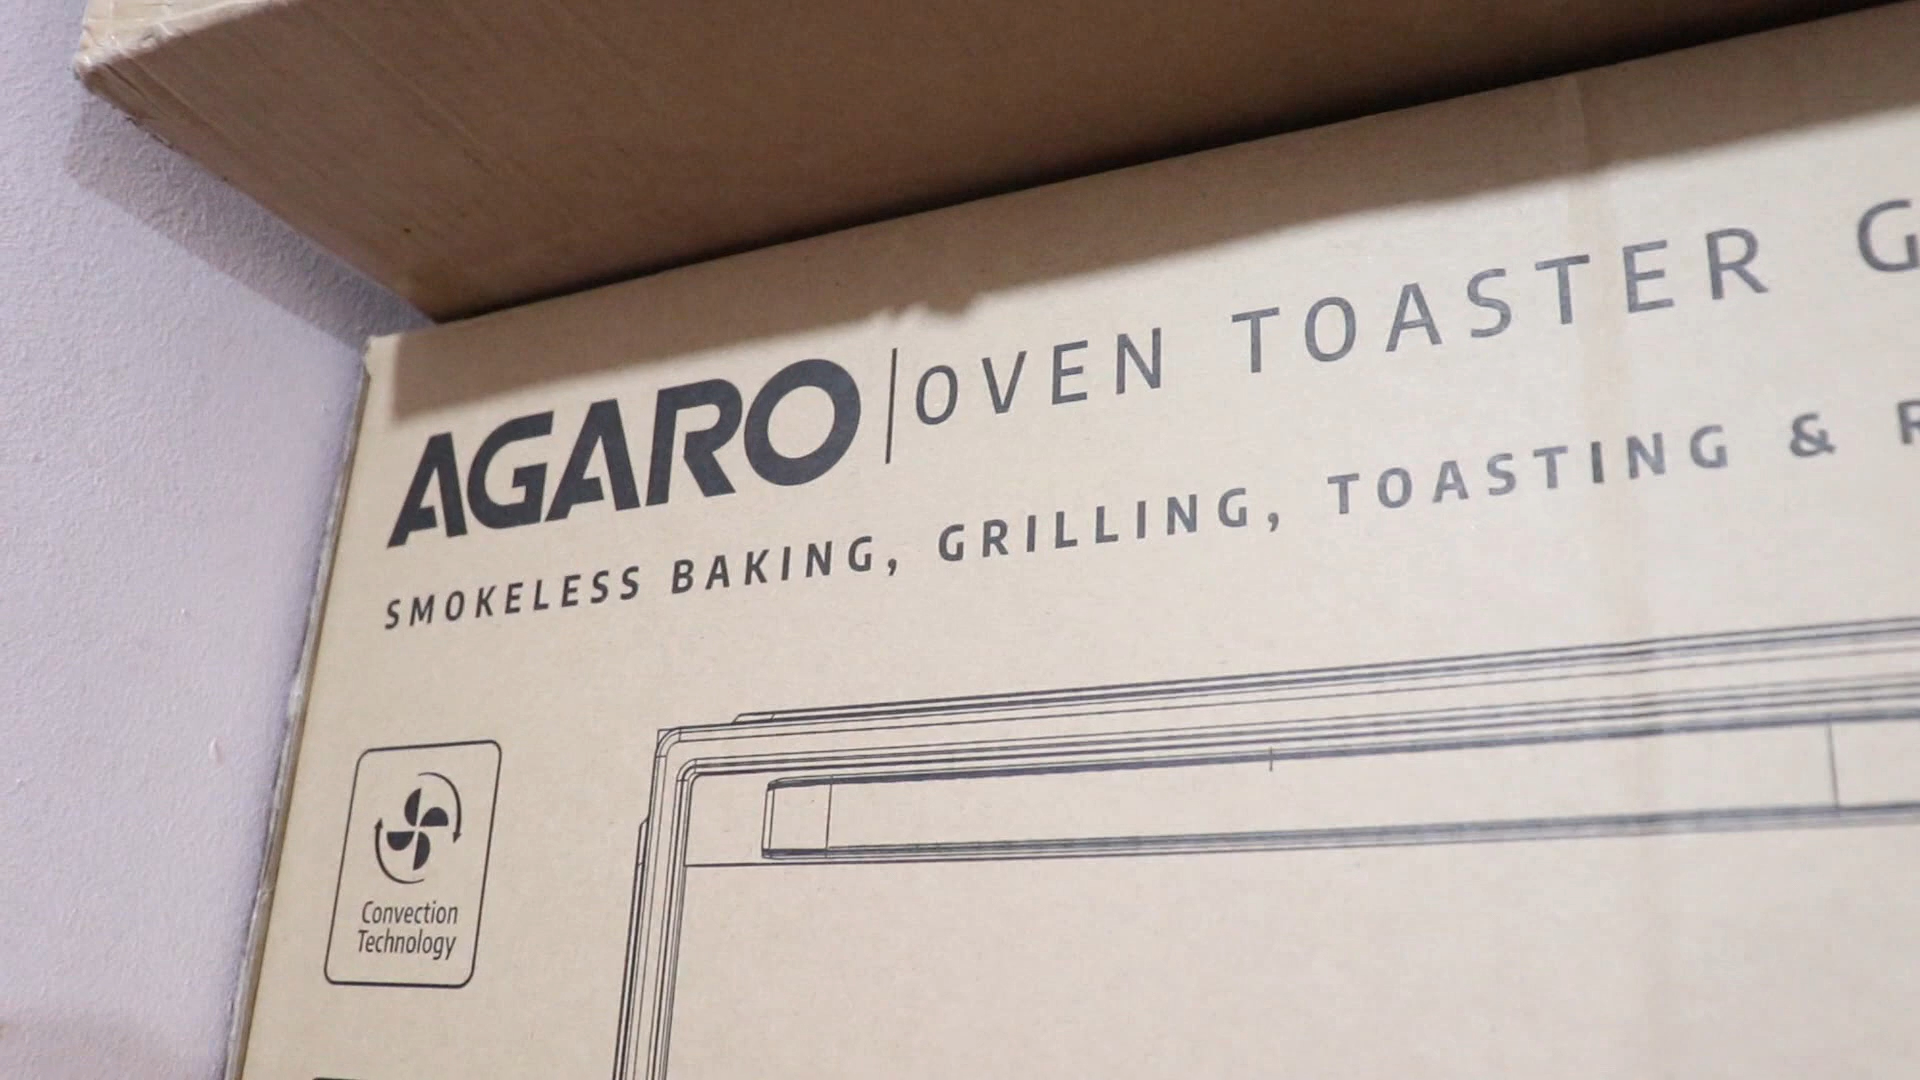 AGARO | OVEN TOASTER G
SMOKELESS BAKING, GRILLING, TOASTING & R
Convection
Technology